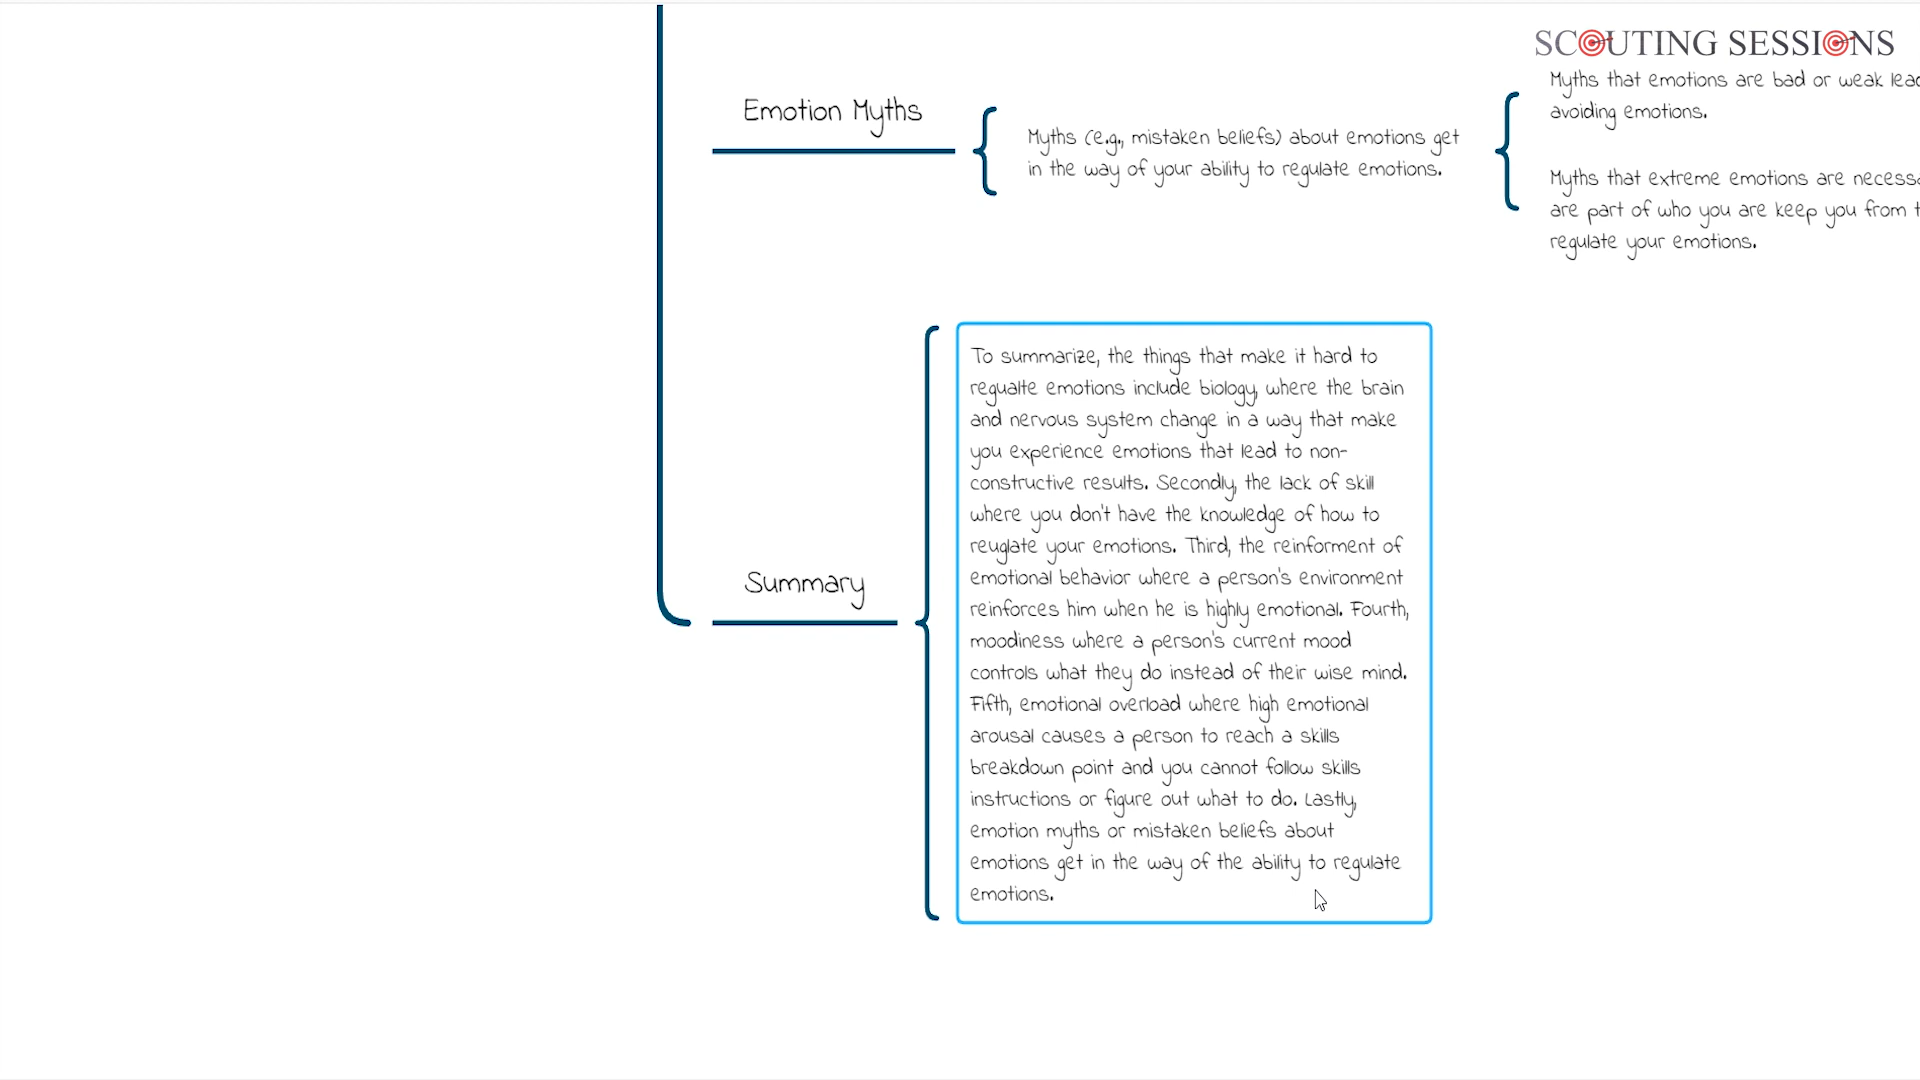 SCOUTING SESSIONS
Myths that emotions are bad or weak lead
avoiding emotions.
Emotion Myths
Myths (e.g., mistaken beliefs) about emotions get
in the way of your ability to regulate emotions.
Myths that extreme emotions are
are part of who you are keep you from
regulate your emotions.
Summary
To summarize, the things that make it hard to
regualte emotions include biology, where the brain
and nervous system change in a way that make
you experience emotions that lead to non-
constructive results. Secondly, the lack of skill
where you don't have the knowledge of how to
reuglate your emotions. Third, the reinforment of
emotional behavior where a person's environment
reinforces him when he is highly emotional. Fourth,
moodiness where a person's current mood
controls what they do instead of their wise mind.
Fifth, emotional overload where high emotional
arousal causes a person to reach a skills
breakdown point and you cannot follow skills
instructions or figure out what to do. Lastly,
emotion myths or mistaken beliefs about
emotions get in the way of the ability to regulate
emotions.